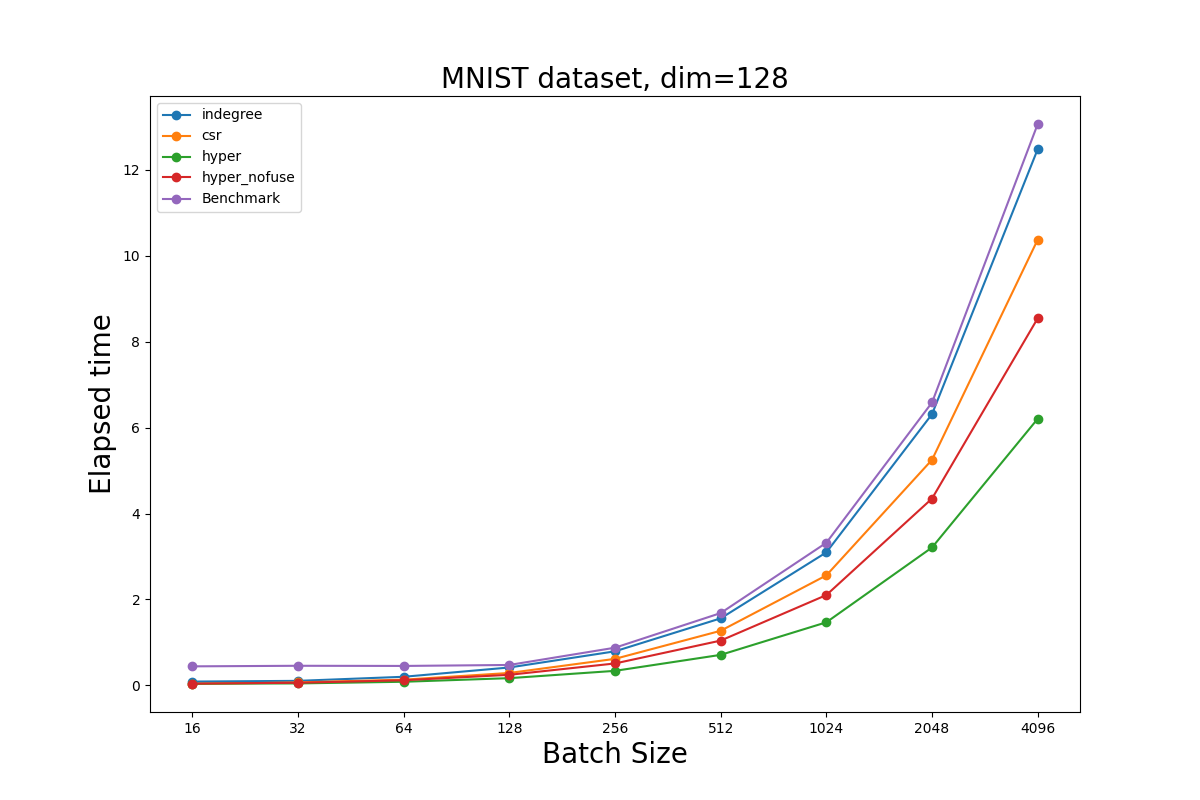 MNIST dataset, dim=128
indegree
csr
hyper
hyper_nofuse
Benchmark
Elapsed time
12
10
8
6
4
2
0
16 32 64 128 256 512 1024 2048 4096
Batch Size